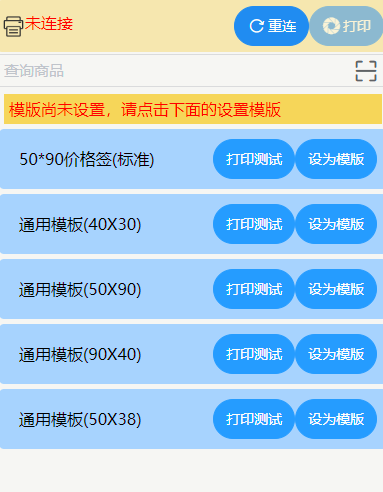 未连接 重连 打印
查询商品
模版尚未设置，请点击下面的设置模版
50*90价格签(标准) 打印测试 设为模版
通用模板(40X30) 打印测试 设为模版
通用模板(50X90) 打印测试 设为模版
通用模板(90X40) 打印测试 设为模版
通用模板(50X38) 打印测试 设为模版